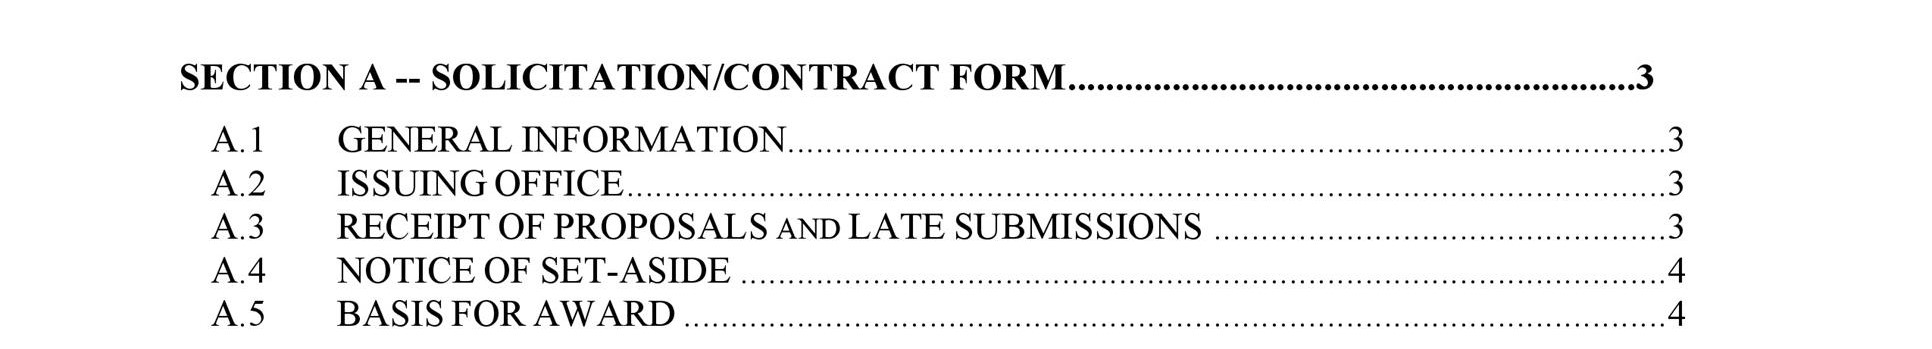 SECTION A -- SOLICITATION/CONTRACT FORM............................................................3
A.1 GENERAL INFORMATION..............................................................................................3
A.2 ISSUING OFFICE...............................................................................................................3
A.3 RECEIPT OF PROPOSALS AND LATE SUBMISSIONS ................................................3
A.4 NOTICE OF SET-ASIDE ...................................................................................................4
A.5 BASIS FOR AWARD .........................................................................................................4